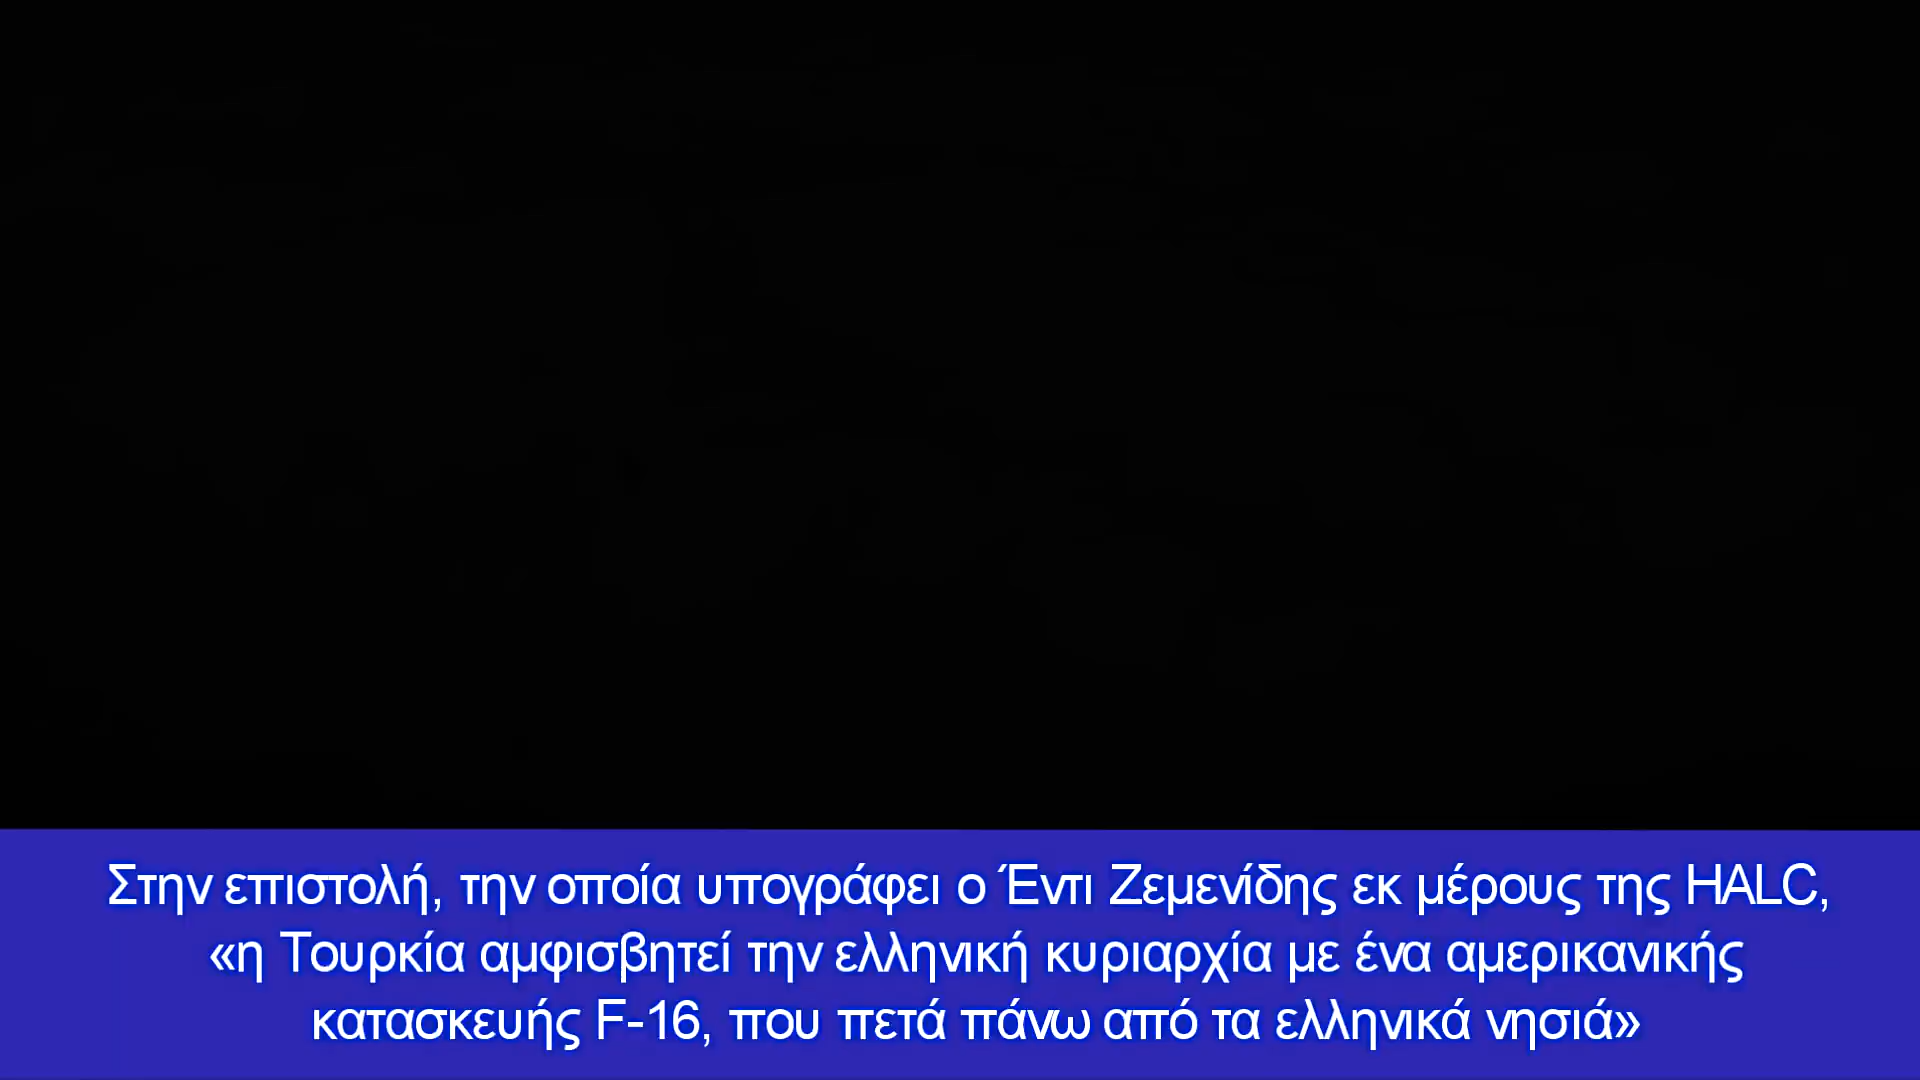 Στην επιστολή, την οποία υπογράφει ο Έντι Ζεμενίδης εκ μέρους της HALC,
«η Τουρκία αμφισβητεί την ελληνική κυριαρχία με ένα αμερικανικής
κατασκευής F-16, που πετά πάνω από τα ελληνικά νησιά»